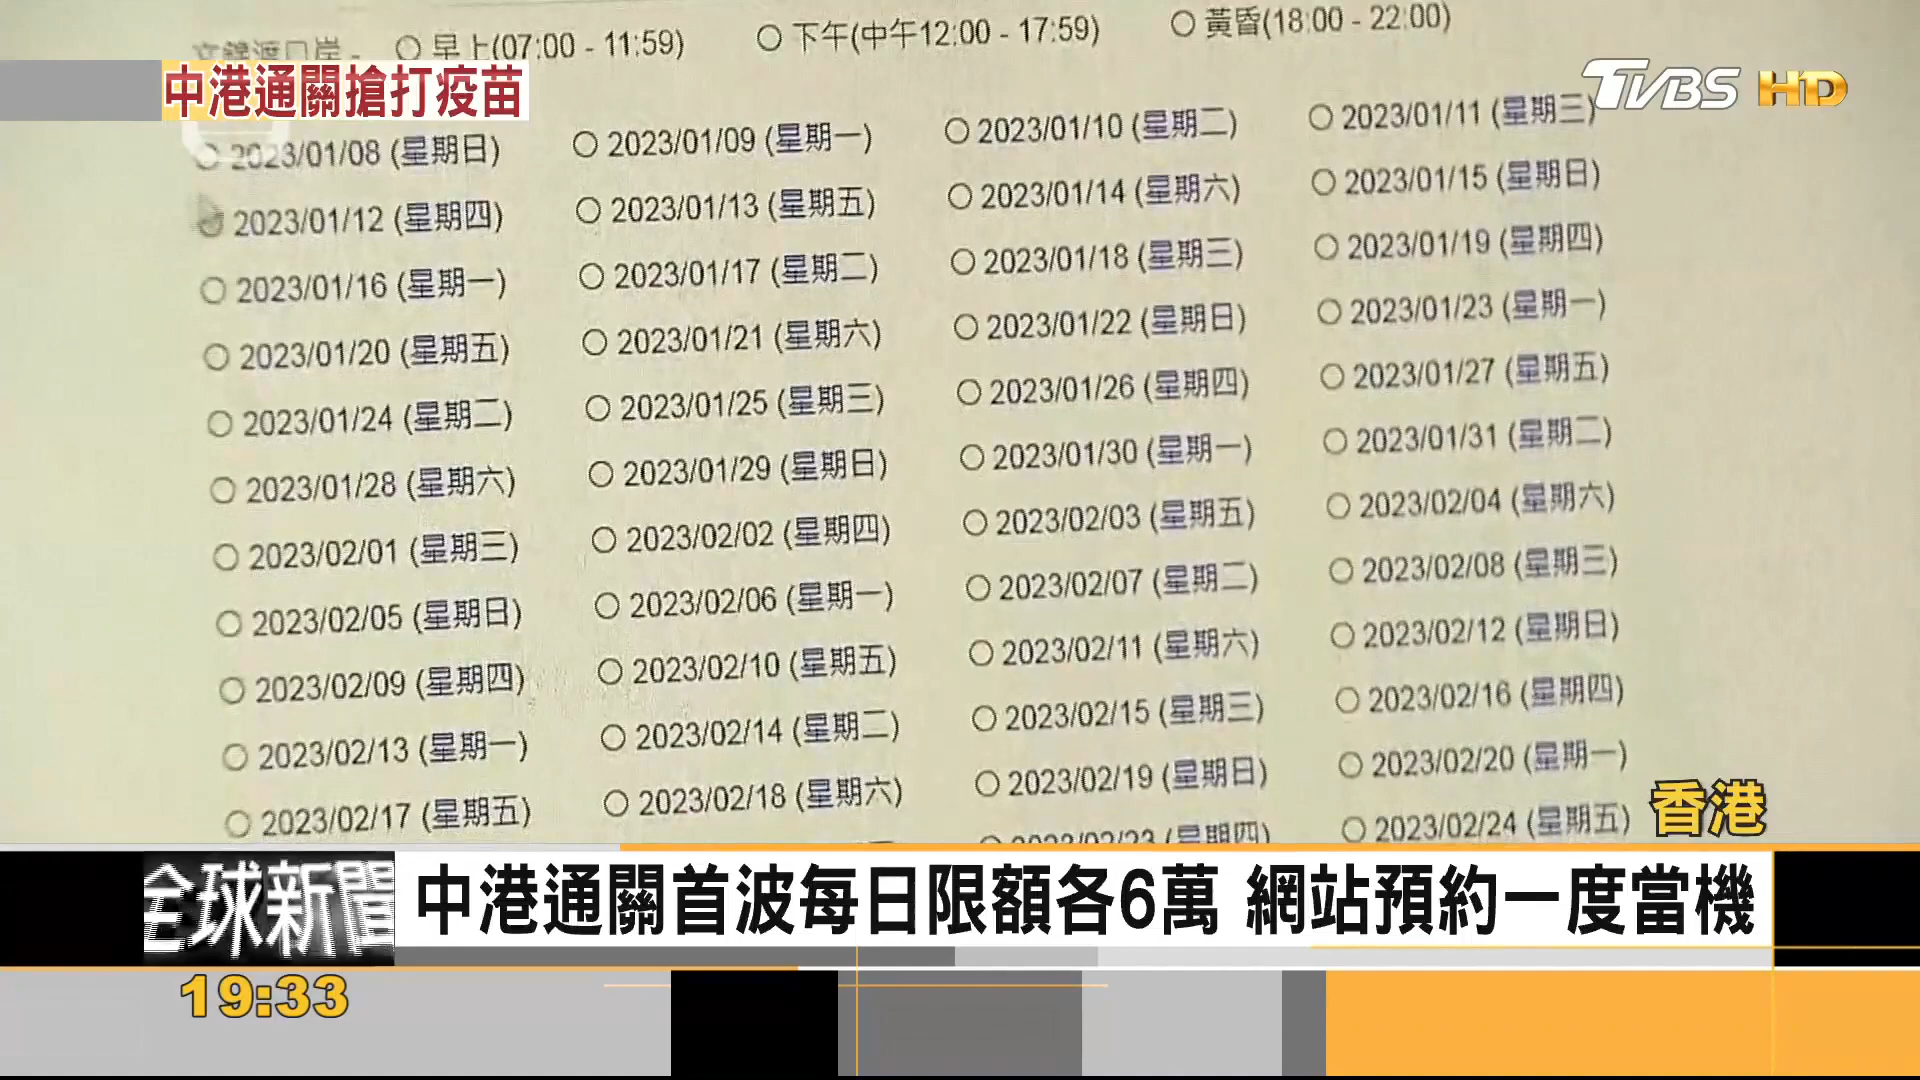 文錦渡口岸 - ○ 早上(07:00 - 11:59) ○ 下午(中午12:00 - 17:59) ○ 黃昏(18:00 - 22:00)
中港通關搶打疫苗
TVBS HD
2023/01/08 (星期日) 2023/01/09 (星期一) 2023/01/10 (星期二) 2023/01/11 (星期三)
2023/01/12 (星期四) 2023/01/13 (星期五) 2023/01/14 (星期六) 2023/01/15 (星期日)
2023/01/16 (星期一) 2023/01/17 (星期二) 2023/01/18 (星期三) 2023/01/19 (星期四)
2023/01/20 (星期五) 2023/01/21 (星期六) 2023/01/22 (星期日) 2023/01/23 (星期一)
2023/01/24 (星期二) 2023/01/25 (星期三) 2023/01/26 (星期四) 2023/01/27 (星期五)
2023/01/28 (星期六) 2023/01/29 (星期日) 2023/01/30 (星期一) 2023/01/31 (星期二)
2023/02/01 (星期三) 2023/02/02 (星期四) 2023/02/03 (星期五) 2023/02/04 (星期六)
2023/02/05 (星期日) 2023/02/06 (星期一) 2023/02/07 (星期二) 2023/02/08 (星期三)
2023/02/09 (星期四) 2023/02/10 (星期五) 2023/02/11 (星期六) 2023/02/12 (星期日)
2023/02/13 (星期一) 2023/02/14 (星期二) 2023/02/15 (星期三) 2023/02/16 (星期四)
2023/02/17 (星期五) 2023/02/18 (星期六) 2023/02/19 (星期日) 2023/02/20 (星期一)
2023/02/23 (星期四) 2023/02/24 (星期五)
香港
全球新聞
中港通關首波每日限額各6萬 網站預約一度當機
19:33